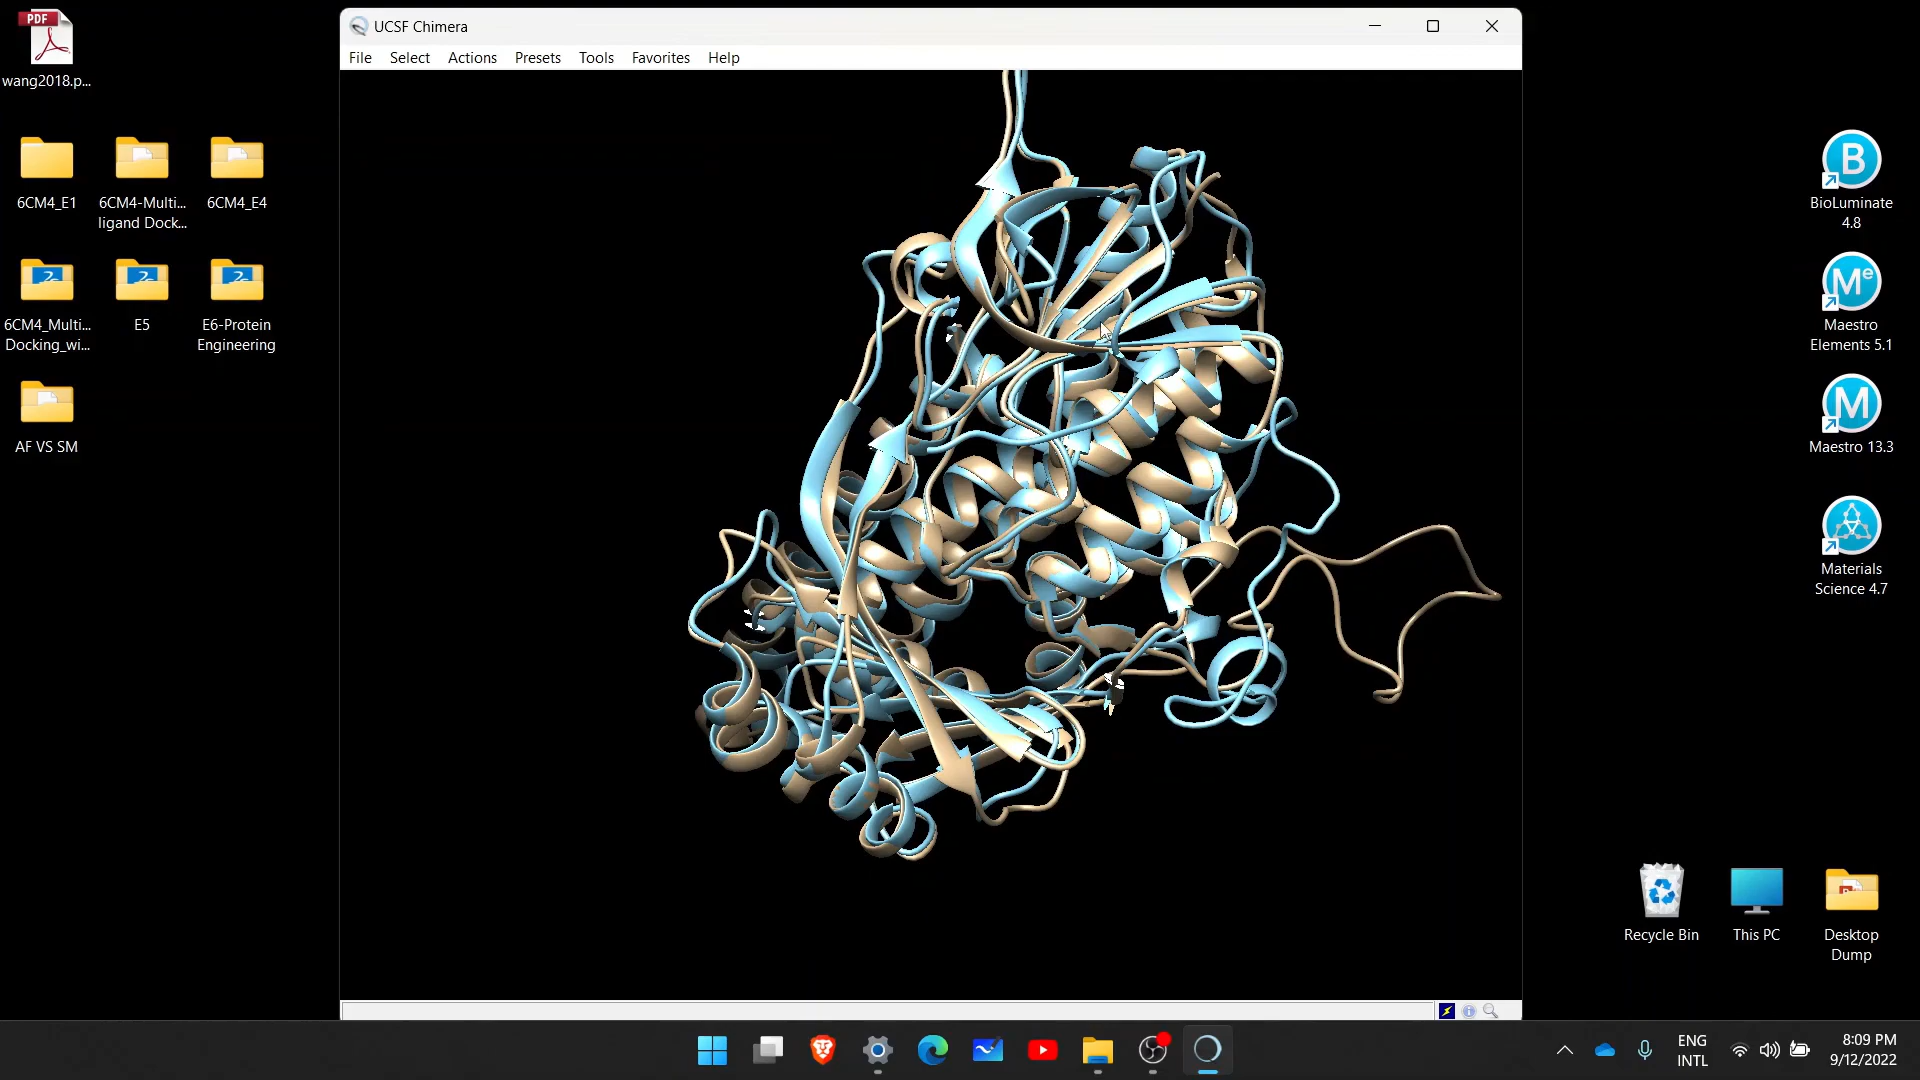 PDF
wang2018.p...
6CM4_E1
6CM4-Multi...
ligand Dock...
6CM4_E4
6CM4_Multi...
Docking_wi...
E5
E6-Protein
Engineering
AF VS SM
UCSF Chimera
File Select Actions Presets Tools Favorites Help
B
BioLuminate
4.8
Me
Maestro
Elements 5.1
M
Maestro 13.3
Materials
Science 4.7
Recycle Bin
This PC
Desktop
Dump
ENG
INTL
8:09 PM
9/12/2022